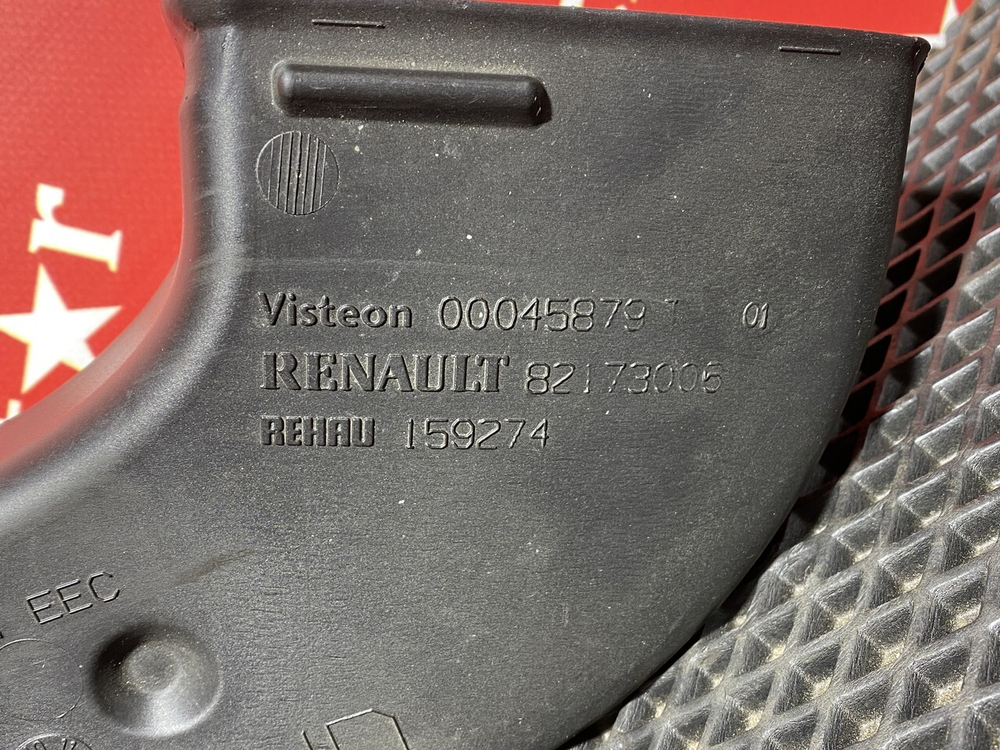 Visteon 00045879 01
RENAULT 82173006
REHAU 159274
EEC